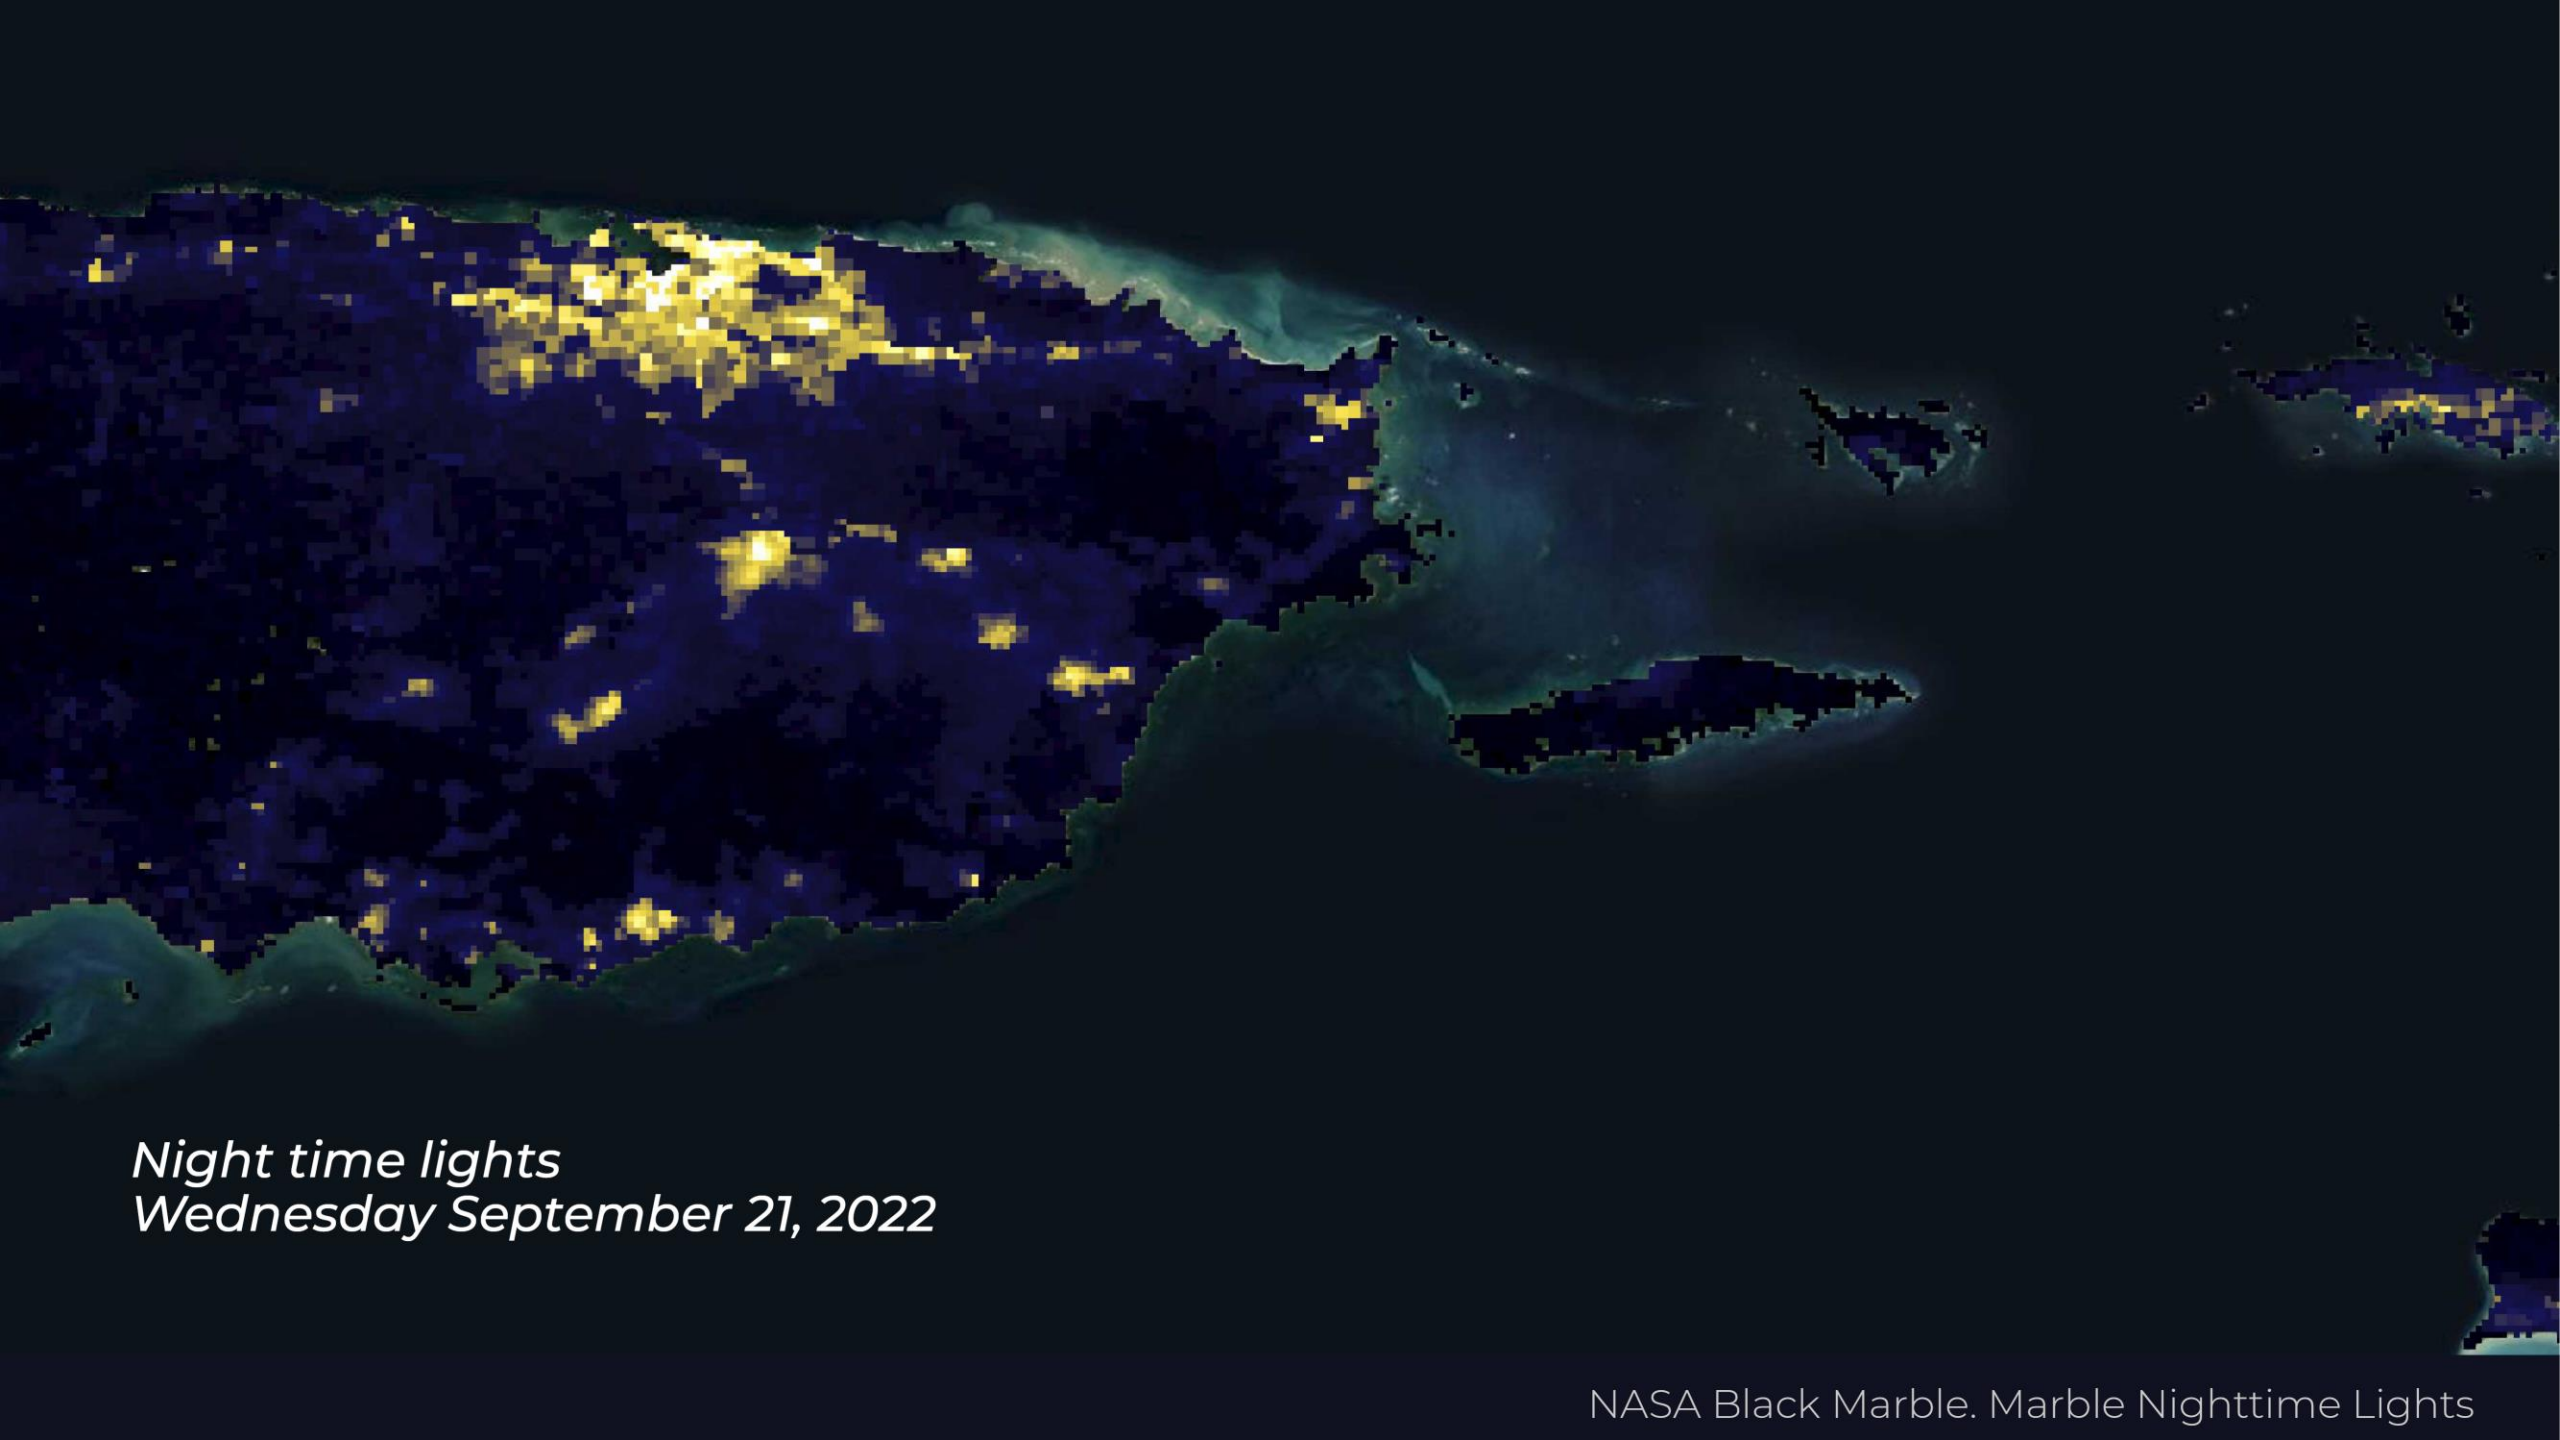 Night time lights
Wednesday September 21, 2022
NASA Black Marble. Marble Nighttime Lights